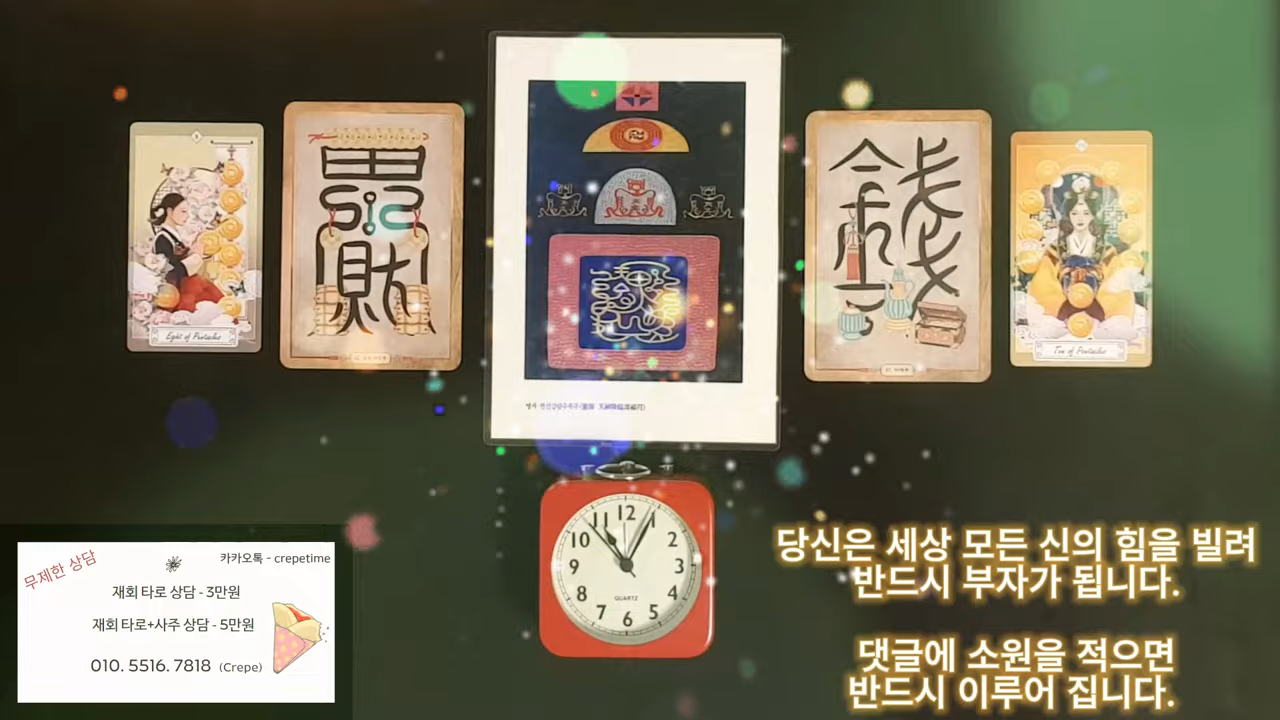 Eight of Pentacles
財
錢
Ten of Pentacles
12
1
2
3
4
5
6
7
8
9
10
11
QUARTZ
무제한 상담
카카오톡 - crepetime
재회 타로 상담 - 3만원
재회 타로+사주 상담 - 5만원
010. 5516. 7818 (Crepe)
당신은 세상 모든 신의 힘을 빌려
반드시 부자가 됩니다.
댓글에 소원을 적으면
반드시 이루어 집니다.